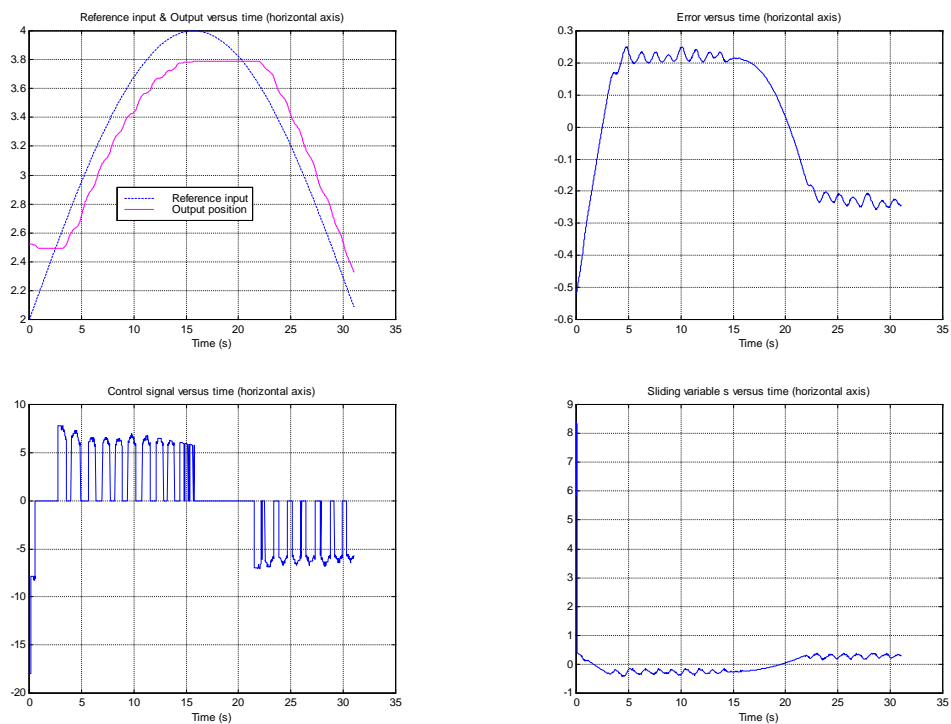 Reference input & Output versus time (horizontal axis)
4
3.8
3.6
3.4
3.2
3
2.8
2.6
2.4
2.2
2
Reference input
Output position
0 5 10 15 20 25 30 35
Time (s)
Error versus time (horizontal axis)
0.3
0.2
0.1
0
-0.1
-0.2
-0.3
-0.4
-0.5
-0.6
0 5 10 15 20 25 30 35
Time (s)
Control signal versus time (horizontal axis)
10
5
0
-5
-10
-15
-20
0 5 10 15 20 25 30 35
Time (s)
Sliding variable s versus time (horizontal axis)
9
8
7
6
5
4
3
2
1
0
-1
0 5 10 15 20 25 30 35
Time (s)